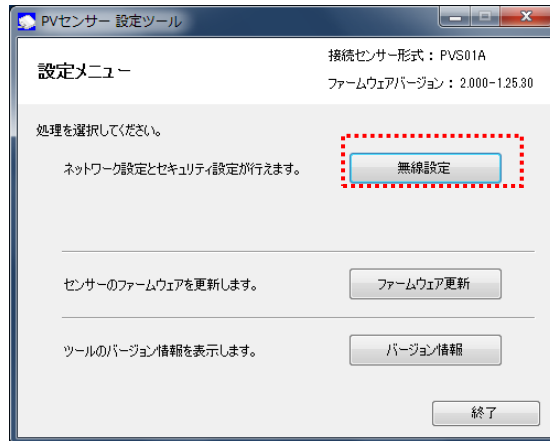 PVセンサー 設定ツール
設定メニュー
接続センサー形式： PVS01A
ファームウェアバージョン： 2.000-1.25.30
処理を選択してください。
ネットワーク設定とセキュリティ設定が行えます。
無線設定
センサーのファームウェアを更新します。
ファームウェア更新
ツールのバージョン情報を表示します。
バージョン情報
終了